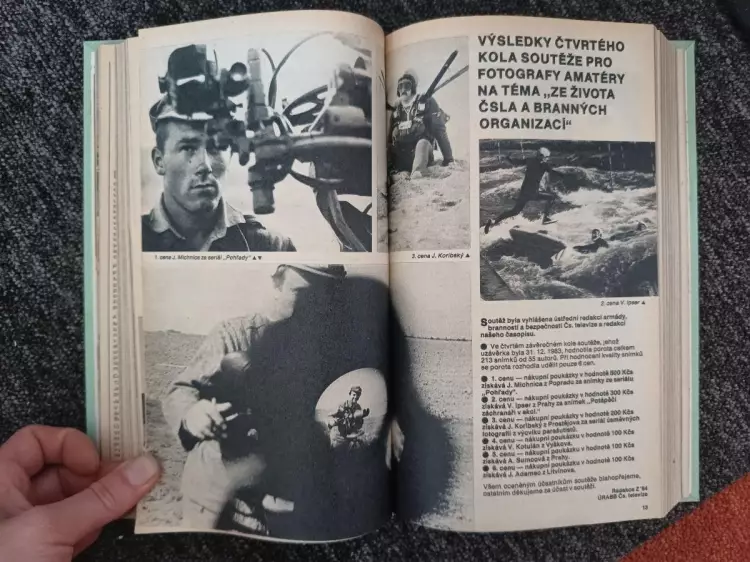 1. cena J. Michnica za seriál „Pohľady" ▲▼
3. cena J. Koribský ▲
VÝSLEDKY ČTVRTÉHO
KOLA SOUTĚŽE PRO
FOTOGRAFY AMATÉRY
NA TÉMA „ZE ŽIVOTA
ČSLA A BRANNÝCH
ORGANIZACÍ"
2. cena V. Ipser ▲
Soutěž byla vyhlášena ústřední redakcí armády,
brannosti a bezpečnosti Čs. televize a redakcí
našeho časopisu.
● Ve čtvrtém závěrečném kole soutěže, jehož
uzávěrka byla 31. 12. 1983, hodnotila porota celkem
213 snímků od 55 autorů. Při hodnocení kvality snímků
se porota rozhodla udělit pouze 6 cen.
● 1. cenu — nákupní poukázky v hodnotě 500 Kčs
získává J. Michnica z Popradu za snímky ze seriálu
„Pohľady".
● 2. cenu — nákupní poukázky v hodnotě 300 Kčs
získává V. Ipser z Prahy za snímek „Potápěči
záchranáři v akci."
● 3. cenu — nákupní poukázky v hodnotě 200 Kčs
získává J. Koribský z Prostějova za seriál úsměvných
fotografií z výcviku parašutistů.
● 4. cenu — nákupní poukázky v hodnotě 100 Kčs
získává V. Kotulán z Vyškova.
● 5. cenu — nákupní poukázky v hodnotě 100 Kčs
získává A. Šumcová z Prahy.
● 6. cenu — nákupní poukázky v hodnotě 100 Kčs
získává J. Adamec z Litvínova.
Všem oceněným účastníkům soutěže blahopřejeme,
ostatním děkujeme za účast v soutěži.
Redakce Z '84
ÚRABB Čs. televize
13